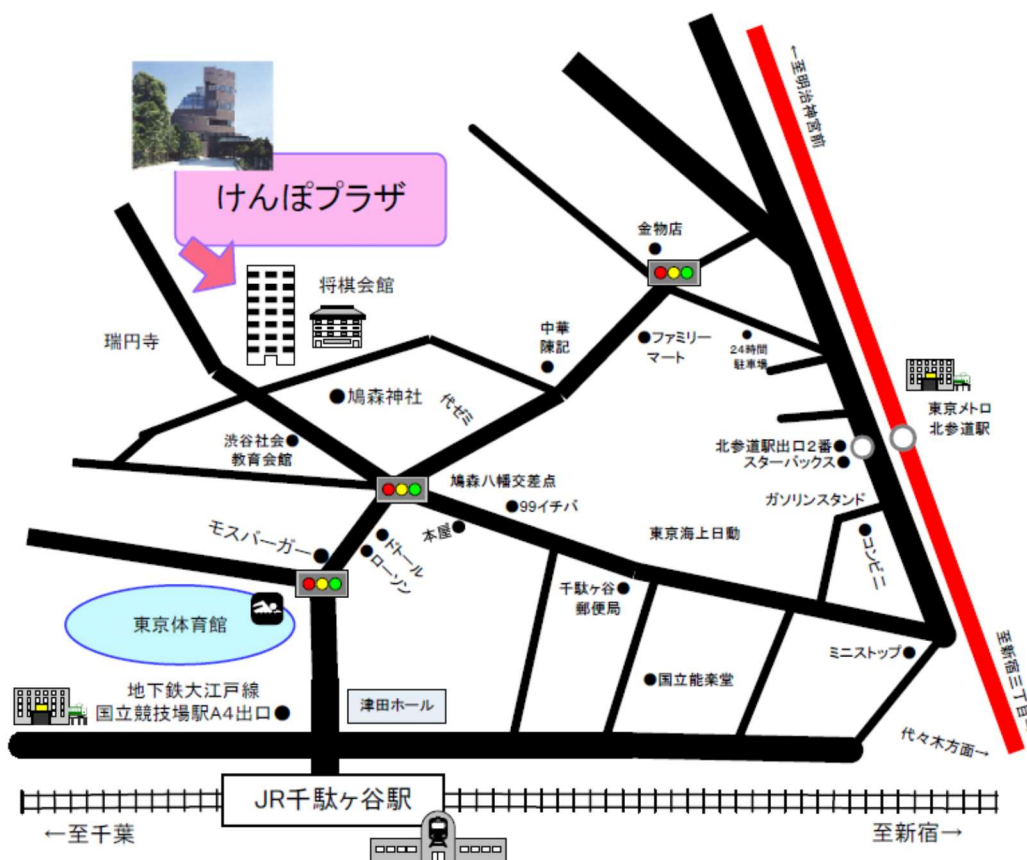 ←至明治神宮前
けんぽプラザ
金物店
将棋会館
中華
陳記
ファミリー
マート
24時間
駐車場
瑞円寺
鳩森神社
代ゼミ
東京メトロ
北参道駅
渋谷社会
教育会館
北参道駅出口2番
スターバックス
鳩森八幡交差点
99イチバ
ガソリンスタンド
モスバーガー
本屋
ドトール
ローソン
東京海上日動
コンビニ
千駄ヶ谷
郵便局
東京体育館
ミニストップ
国立能楽堂
至新宿三丁目
地下鉄大江戸線
国立競技場駅A4出口
津田ホール
代々木方面→
JR千駄ヶ谷駅
←至千葉
至新宿→